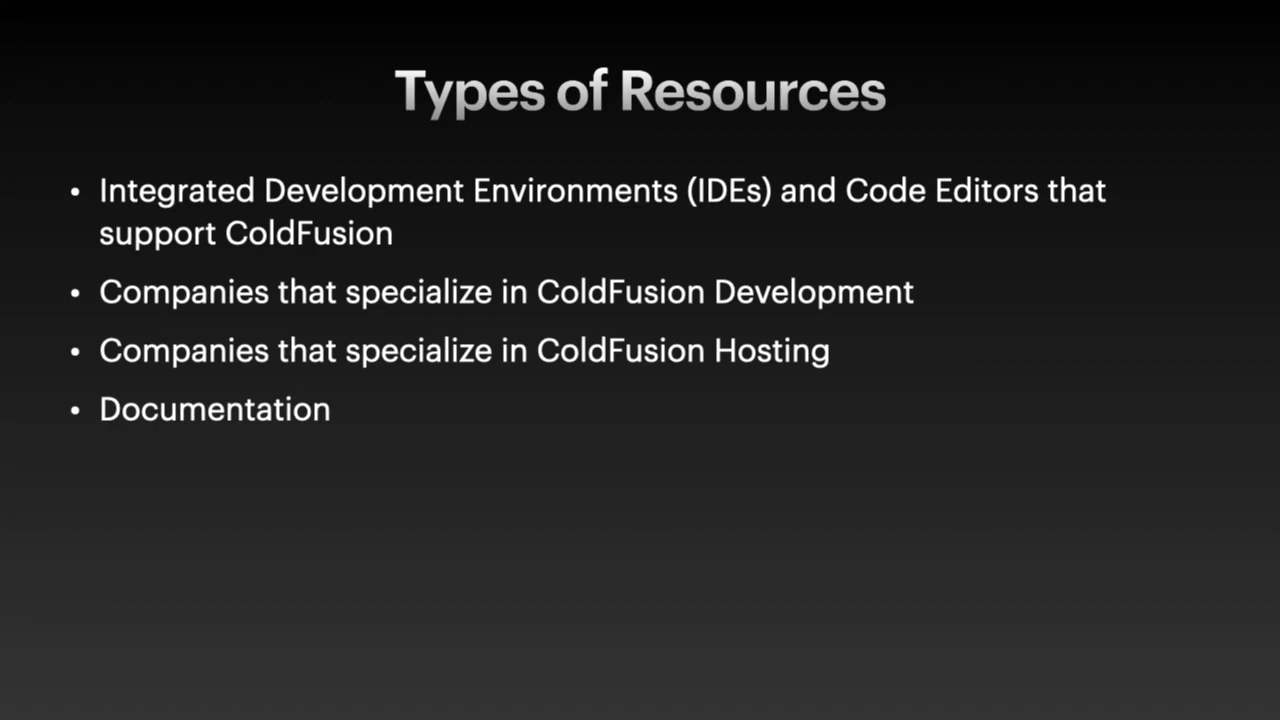 Types of Resources
• Integrated Development Environments (IDEs) and Code Editors that
support ColdFusion
• Companies that specialize in ColdFusion Development
• Companies that specialize in ColdFusion Hosting
• Documentation